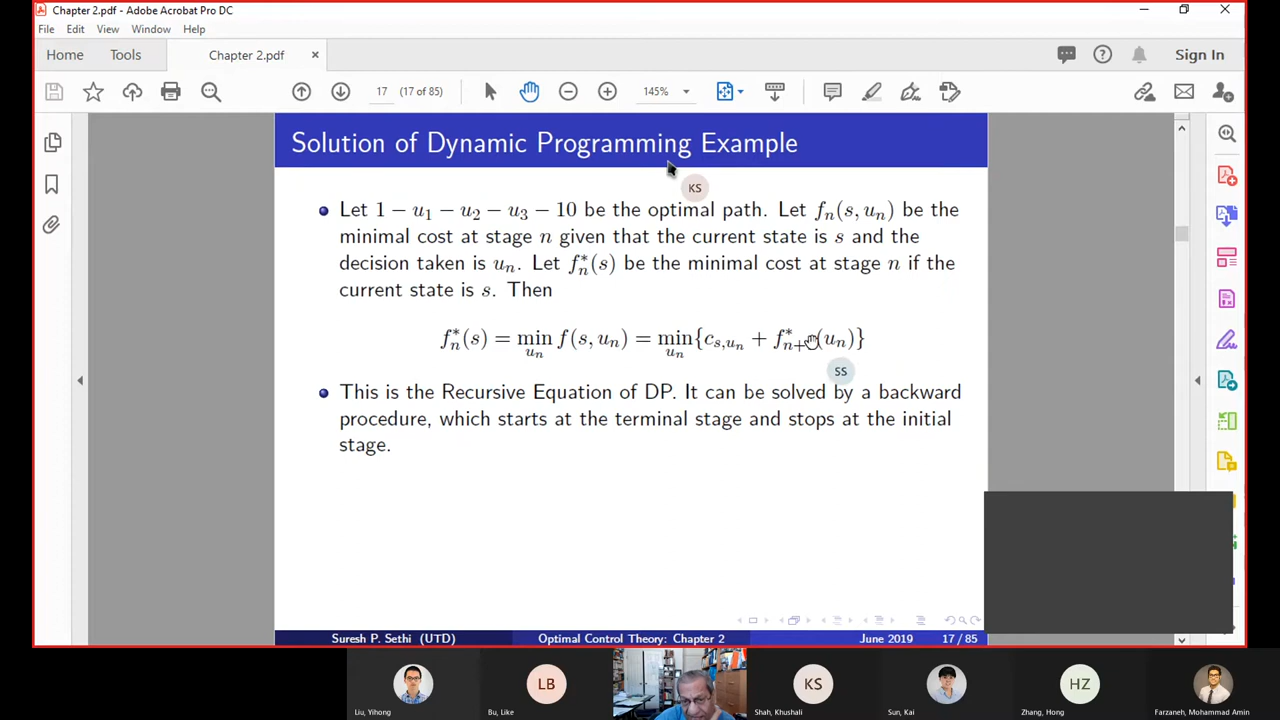 Chapter 2.pdf - Adobe Acrobat Pro DC
File Edit View Window Help
Home Tools Chapter 2.pdf × Sign In
17 (17 of 85) 145%
Solution of Dynamic Programming Example
KS
Let 1 − u₁ − u₂ − u₃ − 10 be the optimal path. Let fₙ(s, uₙ) be the
minimal cost at stage n given that the current state is s and the
decision taken is uₙ. Let fₙ*(s) be the minimal cost at stage n if the
current state is s. Then
fₙ*(s) = min_{uₙ} f(s, uₙ) = min_{uₙ}{c_{s,uₙ} + f*_{n+}(uₙ)}
SS
This is the Recursive Equation of DP. It can be solved by a backward
procedure, which starts at the terminal stage and stops at the initial
stage.
Suresh P. Sethi (UTD) Optimal Control Theory: Chapter 2 June 2019 17 / 85
LB KS HZ
Liu, Yihong Bu, Like Shah, Khushali Sun, Kai Zhang, Hong Farzaneh, Mohammad Amin